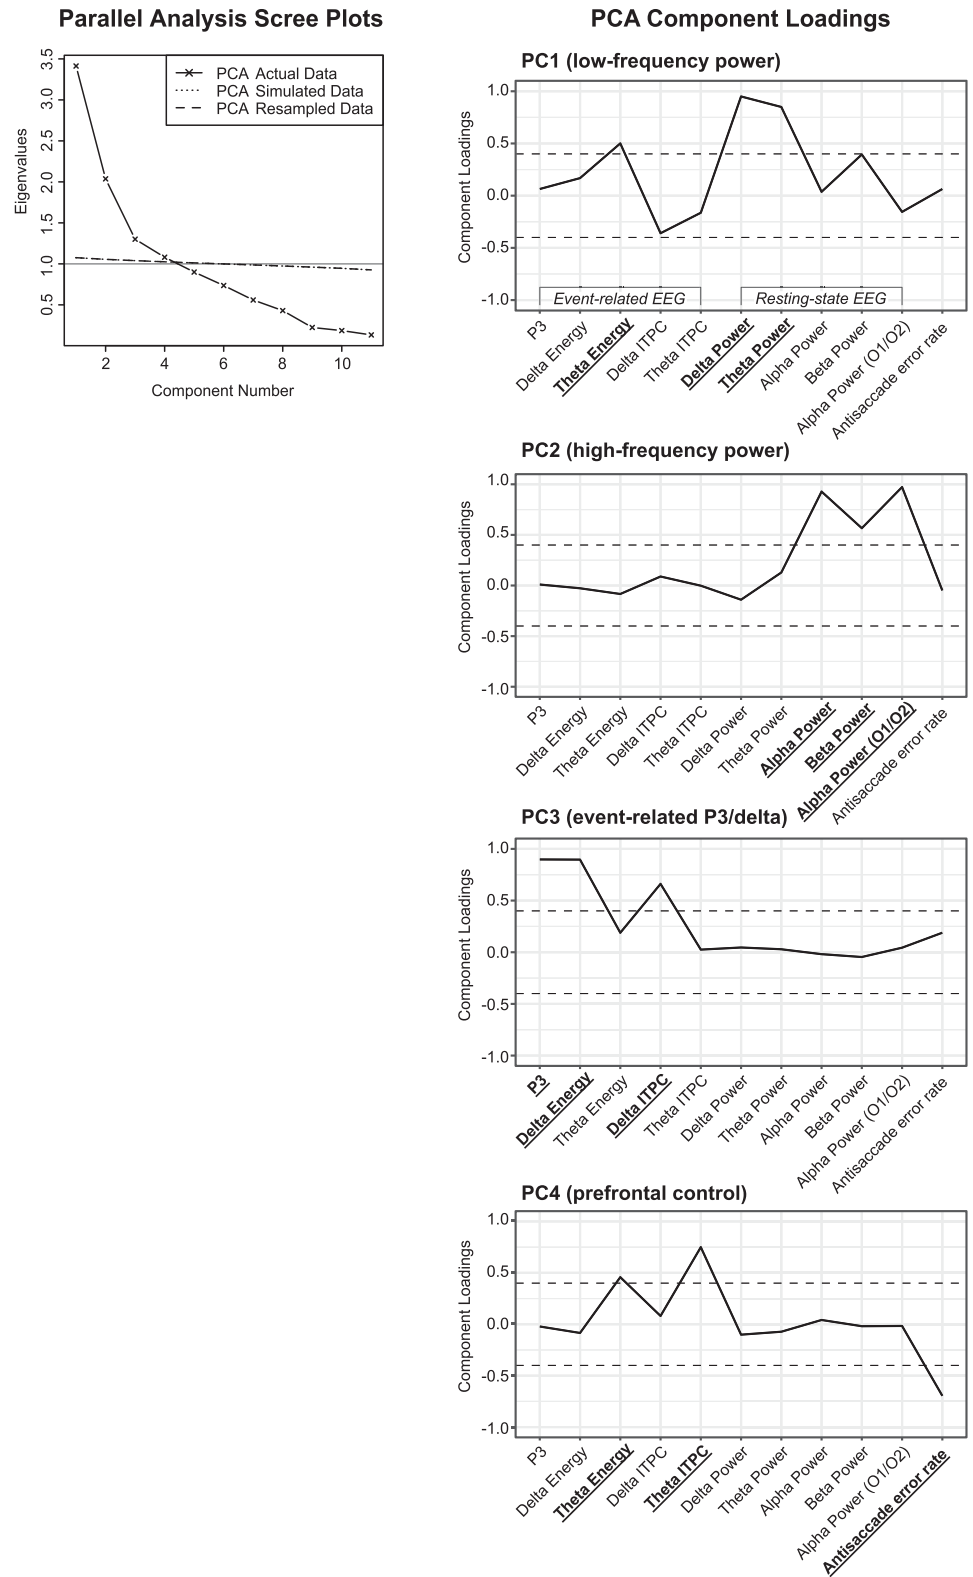 Parallel Analysis Scree Plots
3.5
3.0
2.5
2.0
1.5
1.0
0.5
Eigenvalues
PCA Actual Data
PCA Simulated Data
PCA Resampled Data
2 4 6 8 10
Component Number
PCA Component Loadings
PC1 (low-frequency power)
1.0
0.5
0.0
-0.5
-1.0
Component Loadings
Event-related EEG
Resting-state EEG
P3
Delta Energy
Theta Energy
Delta ITPC
Theta ITPC
Delta Power
Theta Power
Alpha Power
Beta Power
Alpha Power (O1/O2)
Antisaccade error rate
PC2 (high-frequency power)
1.0
0.5
0.0
-0.5
-1.0
Component Loadings
P3
Delta Energy
Theta Energy
Delta ITPC
Theta ITPC
Delta Power
Theta Power
Alpha Power
Beta Power
Alpha Power (O1/O2)
Antisaccade error rate
PC3 (event-related P3/delta)
1.0
0.5
0.0
-0.5
-1.0
Component Loadings
P3
Delta Energy
Theta Energy
Delta ITPC
Theta ITPC
Delta Power
Theta Power
Alpha Power
Beta Power
Alpha Power (O1/O2)
Antisaccade error rate
PC4 (prefrontal control)
1.0
0.5
0.0
-0.5
-1.0
Component Loadings
P3
Delta Energy
Theta Energy
Delta ITPC
Theta ITPC
Delta Power
Theta Power
Alpha Power
Beta Power
Alpha Power (O1/O2)
Antisaccade error rate